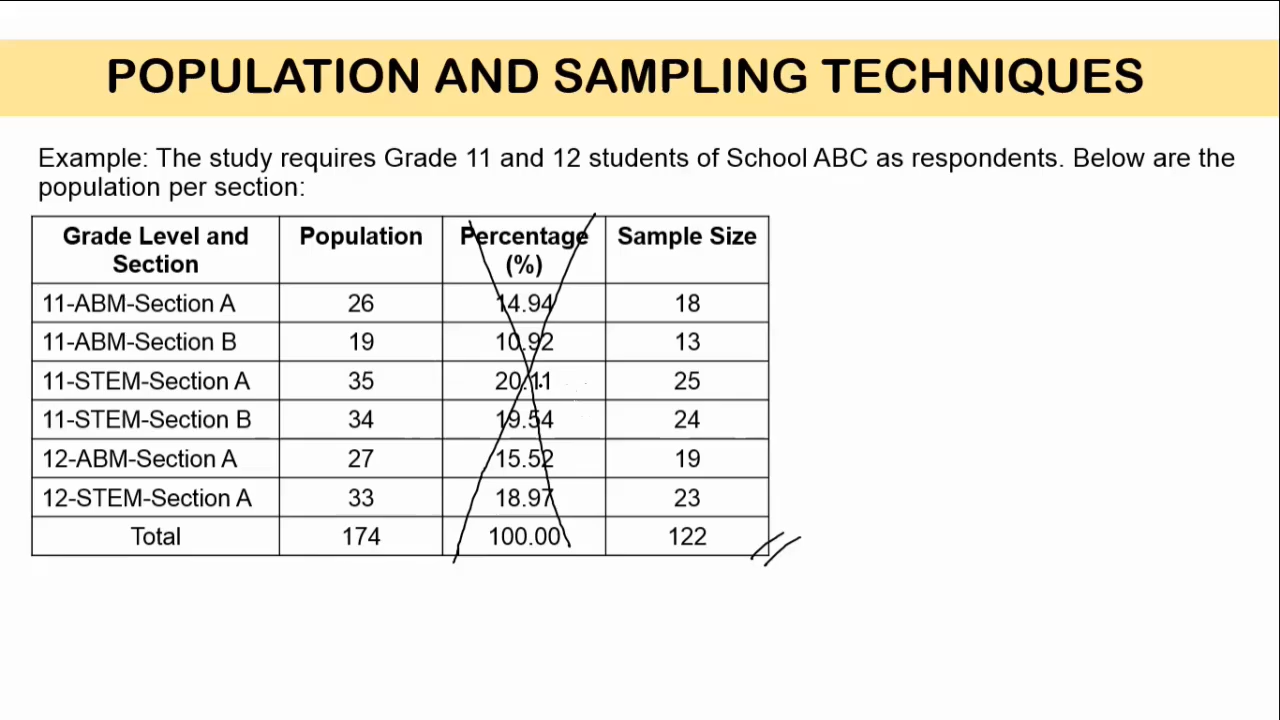 POPULATION AND SAMPLING TECHNIQUES
Example: The study requires Grade 11 and 12 students of School ABC as respondents. Below are the
population per section:
Grade Level and Section Population Percentage (%) Sample Size
11-ABM-Section A 26 14.94 18
11-ABM-Section B 19 10.92 13
11-STEM-Section A 35 20.11 25
11-STEM-Section B 34 19.54 24
12-ABM-Section A 27 15.52 19
12-STEM-Section A 33 18.97 23
Total 174 100.00 122